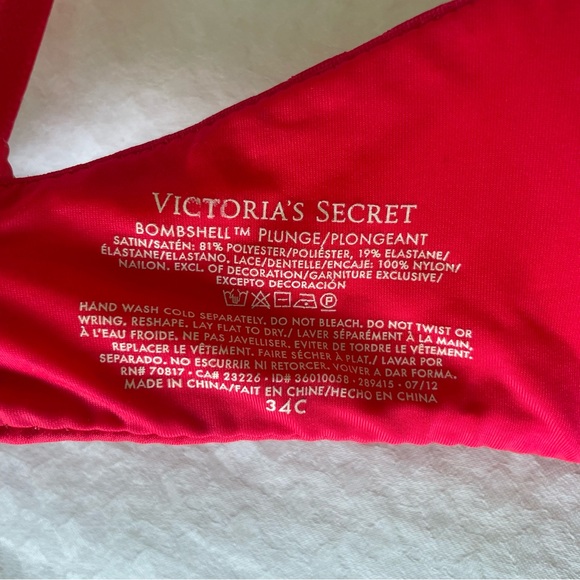 VICTORIA'S SECRET
BOMBSHELL™ PLUNGE/PLONGEANT
SATIN/SATÉN: 81% POLYESTER/POLIÉSTER, 19% ELASTANE/
ÉLASTANE/ELASTANO. LACE/DENTELLE/ENCAJE: 100% NYLON/
NAILON. EXCL. OF DECORATION/GARNITURE EXCLUSIVE/
EXCEPTO DECORACIÓN
HAND WASH COLD SEPARATELY. DO NOT BLEACH. DO NOT TWIST OR
WRING. RESHAPE. LAY FLAT TO DRY./ LAVER SÉPARÉMENT À LA MAIN.
À L'EAU FROIDE. NE PAS JAVELLISER. EVITER DE TORDRE LE VÊTEMENT.
REPLACER LE VÊTEMENT. FAIRE SÉCHER À PLAT./ LAVAR POR
SEPARADO. NO ESCURRIR NI RETORCER. VOLVER A DAR FORMA.
RN# 70817 • CA# 23226 • ID# 36010058 • 289415 • 07/12
MADE IN CHINA/FAIT EN CHINE/HECHO EN CHINA
34C